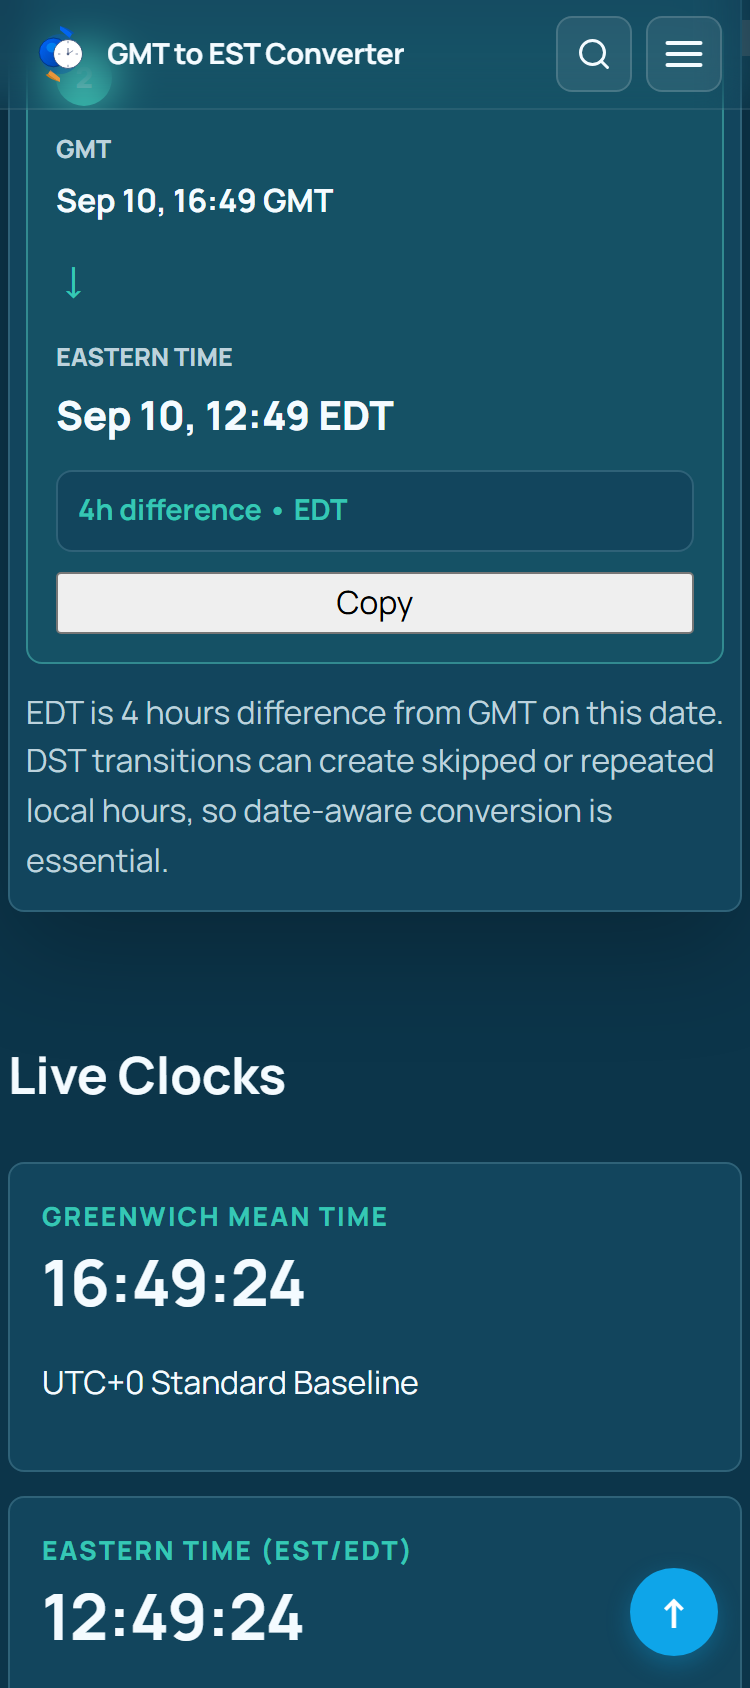 GMT to EST Converter
2
GMT
Sep 10, 16:49 GMT
↓
EASTERN TIME
Sep 10, 12:49 EDT
4h difference • EDT
Copy
EDT is 4 hours difference from GMT on this date.
DST transitions can create skipped or repeated
local hours, so date-aware conversion is
essential.
Live Clocks
GREENWICH MEAN TIME
16:49:24
UTC+0 Standard Baseline
EASTERN TIME (EST/EDT)
12:49:24
↑